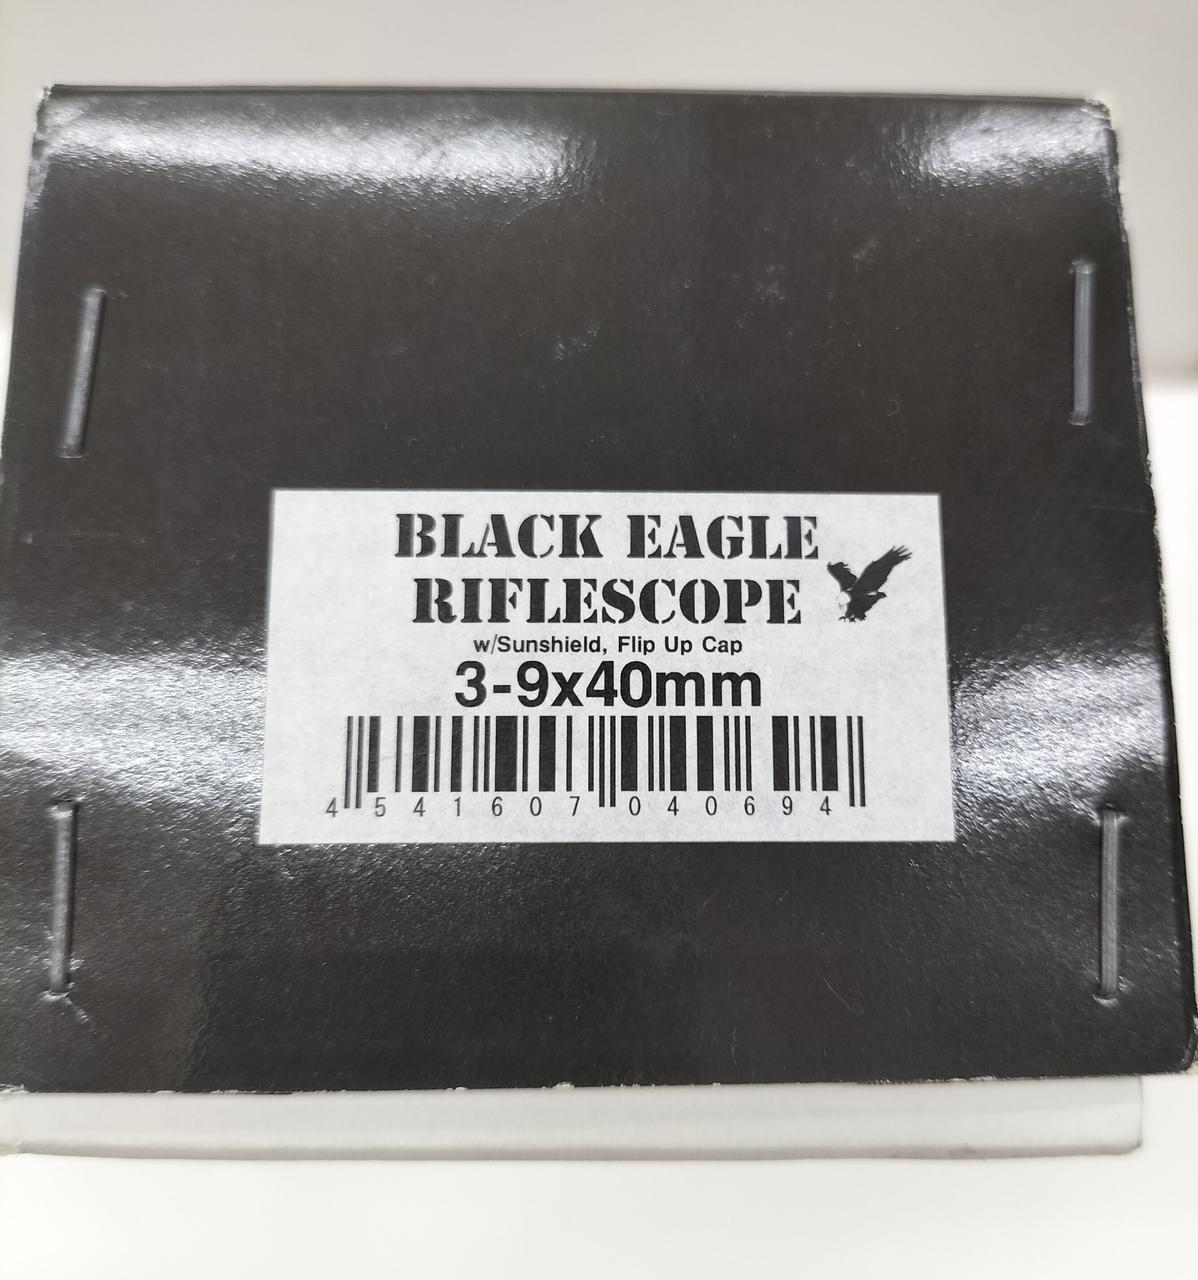 BLACK EAGLE
RIFLESCOPE
w/Sunshield, Flip Up Cap
3-9x40mm
4 541607 040694